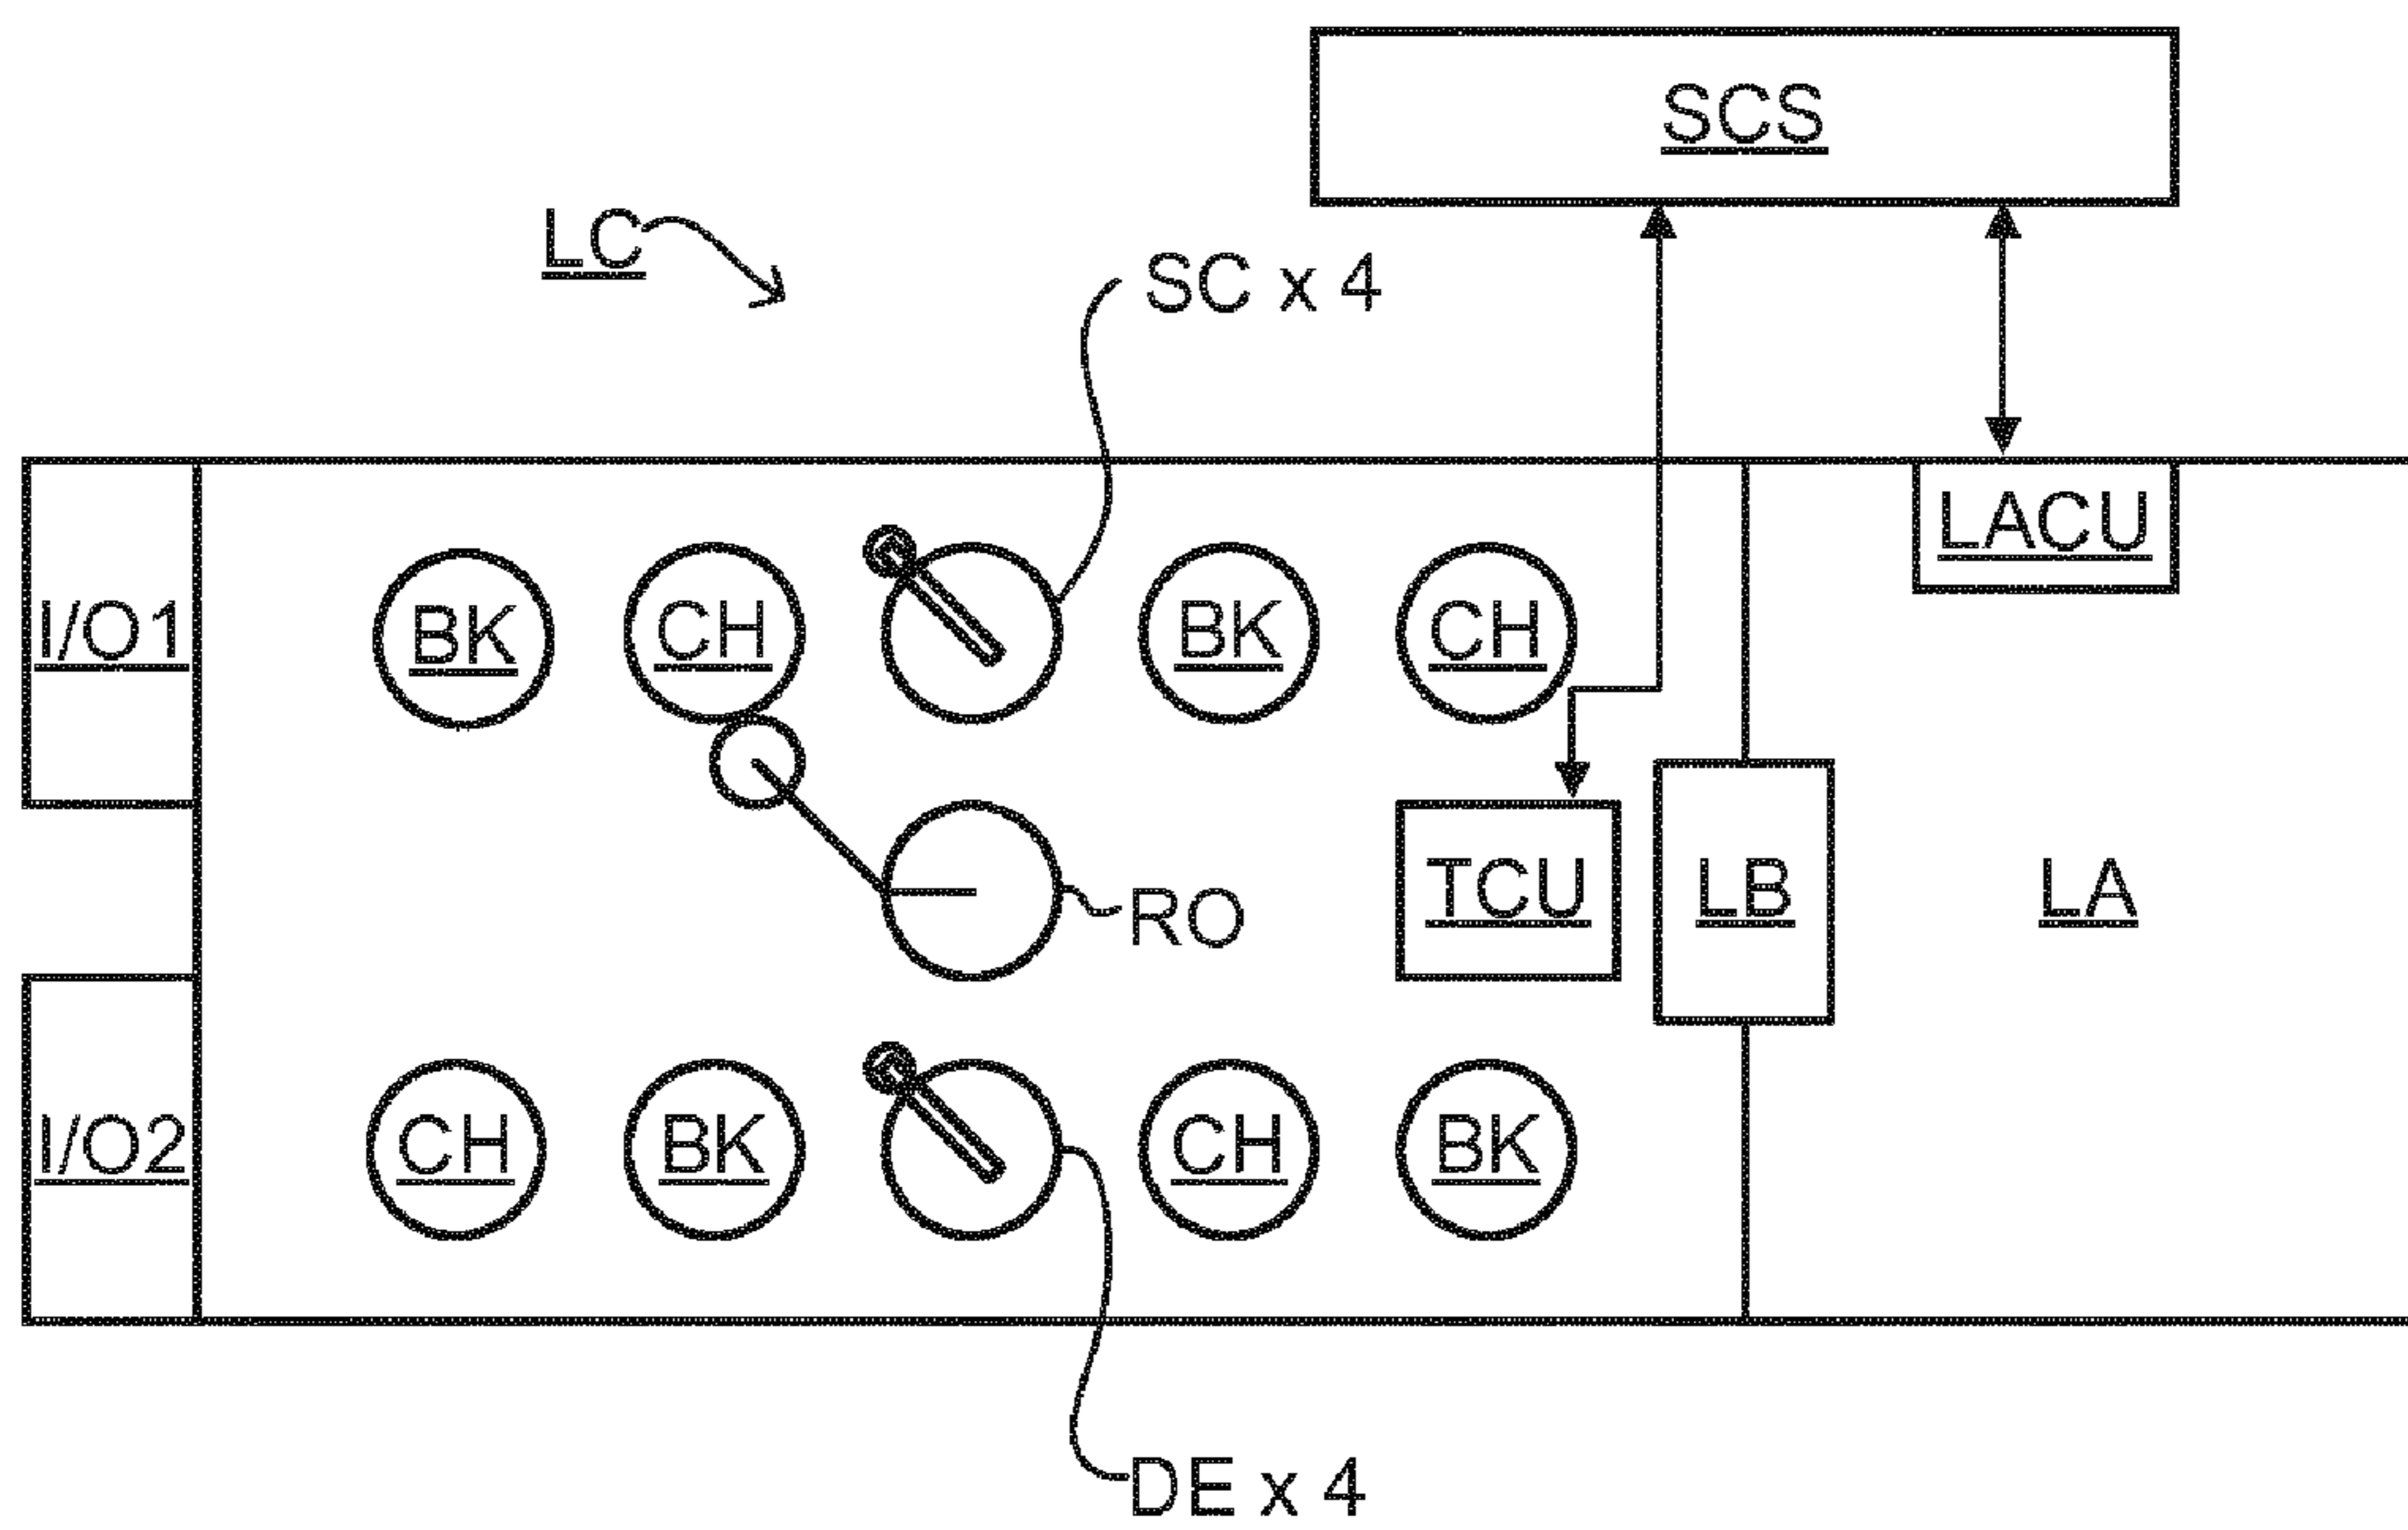 SCS
LC
SC x 4
LACU
I/O1
BK
CH
BK
CH
RO
TCU
LB
LA
I/O2
CH
BK
CH
BK
DE x 4